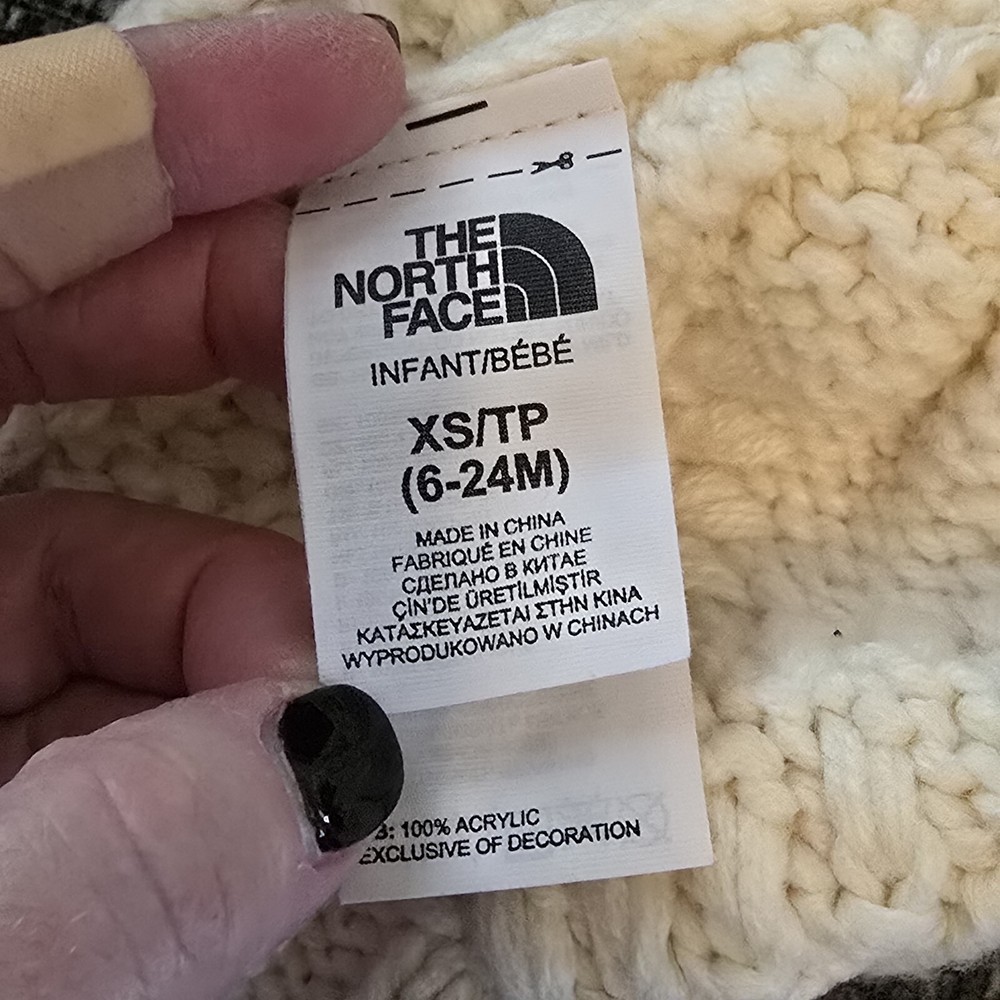 THE
NORTH
FACE
INFANT/BÉBÉ
XS/TP
(6-24M)
MADE IN CHINA
FABRIQUÉ EN CHINE
СДЕЛАНО В КИТАЕ
ÇİN'DE ÜRETİLMİŞTİR
ΚΑΤΑΣΚΕΥΑΖΕΤΑΙ ΣΤΗΝ ΚΙΝΑ
WYPRODUKOWANO W CHINACH
B: 100% ACRYLIC
EXCLUSIVE OF DECORATION